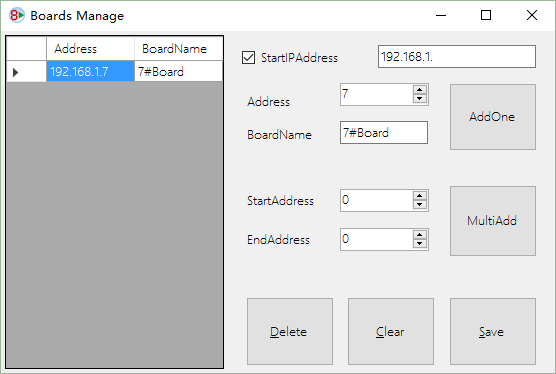 Boards Manage
Address BoardName
192.168.1.7 7#Board
StartIPAddress 192.168.1.
Address 7
AddOne
BoardName 7#Board
StartAddress 0
MultiAdd
EndAddress 0
Delete Clear Save